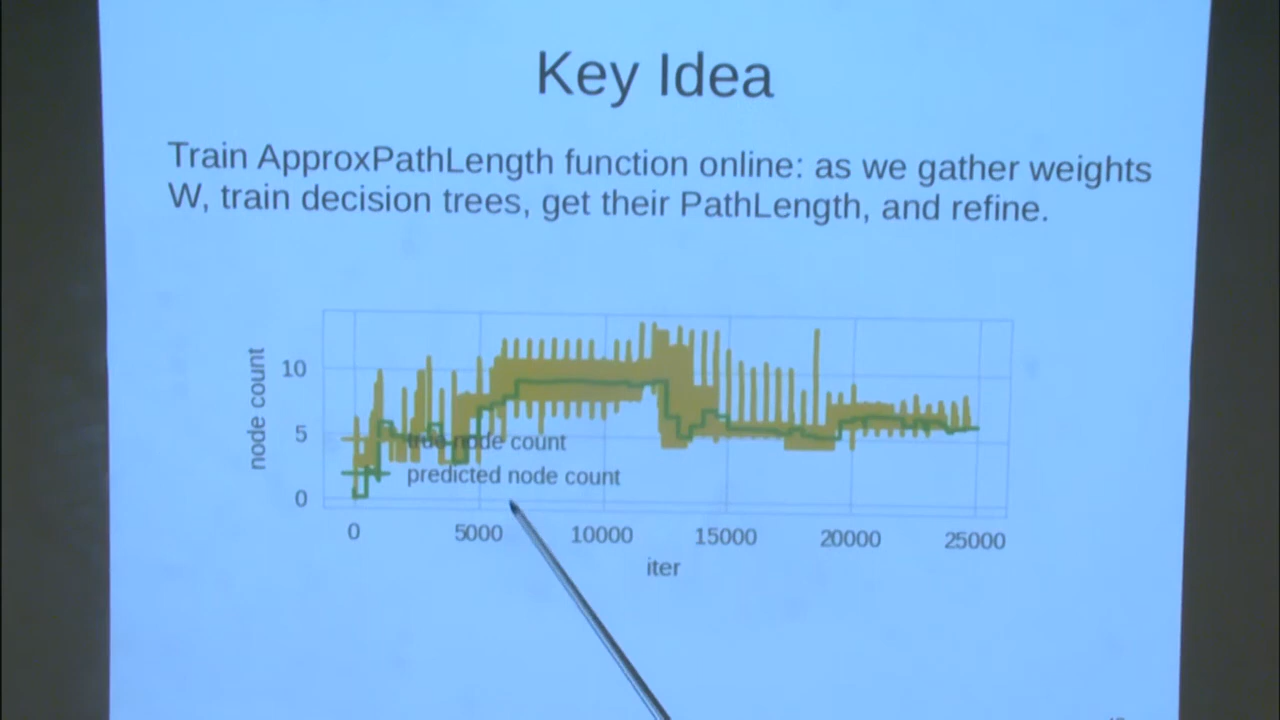 Key Idea
Train ApproxPathLength function online: as we gather weights
W, train decision trees, get their PathLength, and refine.
node count
10
5
0
true node count
predicted node count
0 5000 10000 15000 20000 25000
iter